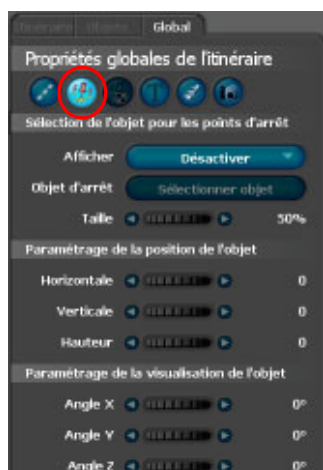 Itinéraire Objets Global
Propriétés globales de l'itinéraire
T
Sélection de l'objet pour les points d'arrêt
Afficher Désactiver
Objet d'arrêt Sélectionner objet
Taille 50%
Paramétrage de la position de l'objet
Horizontale 0
Verticale 0
Hauteur 0
Paramétrage de la visualisation de l'objet
Angle X 0°
Angle Y 0°
Angle Z 0°